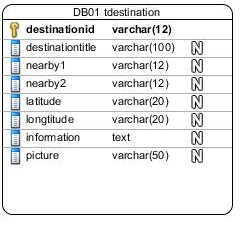 DB01 tdestination
destinationid varchar(12)
destinationtitle varchar(100) N
nearby1 varchar(12) N
nearby2 varchar(12) N
latitude varchar(20) N
longtitude varchar(20) N
information text N
picture varchar(50) N